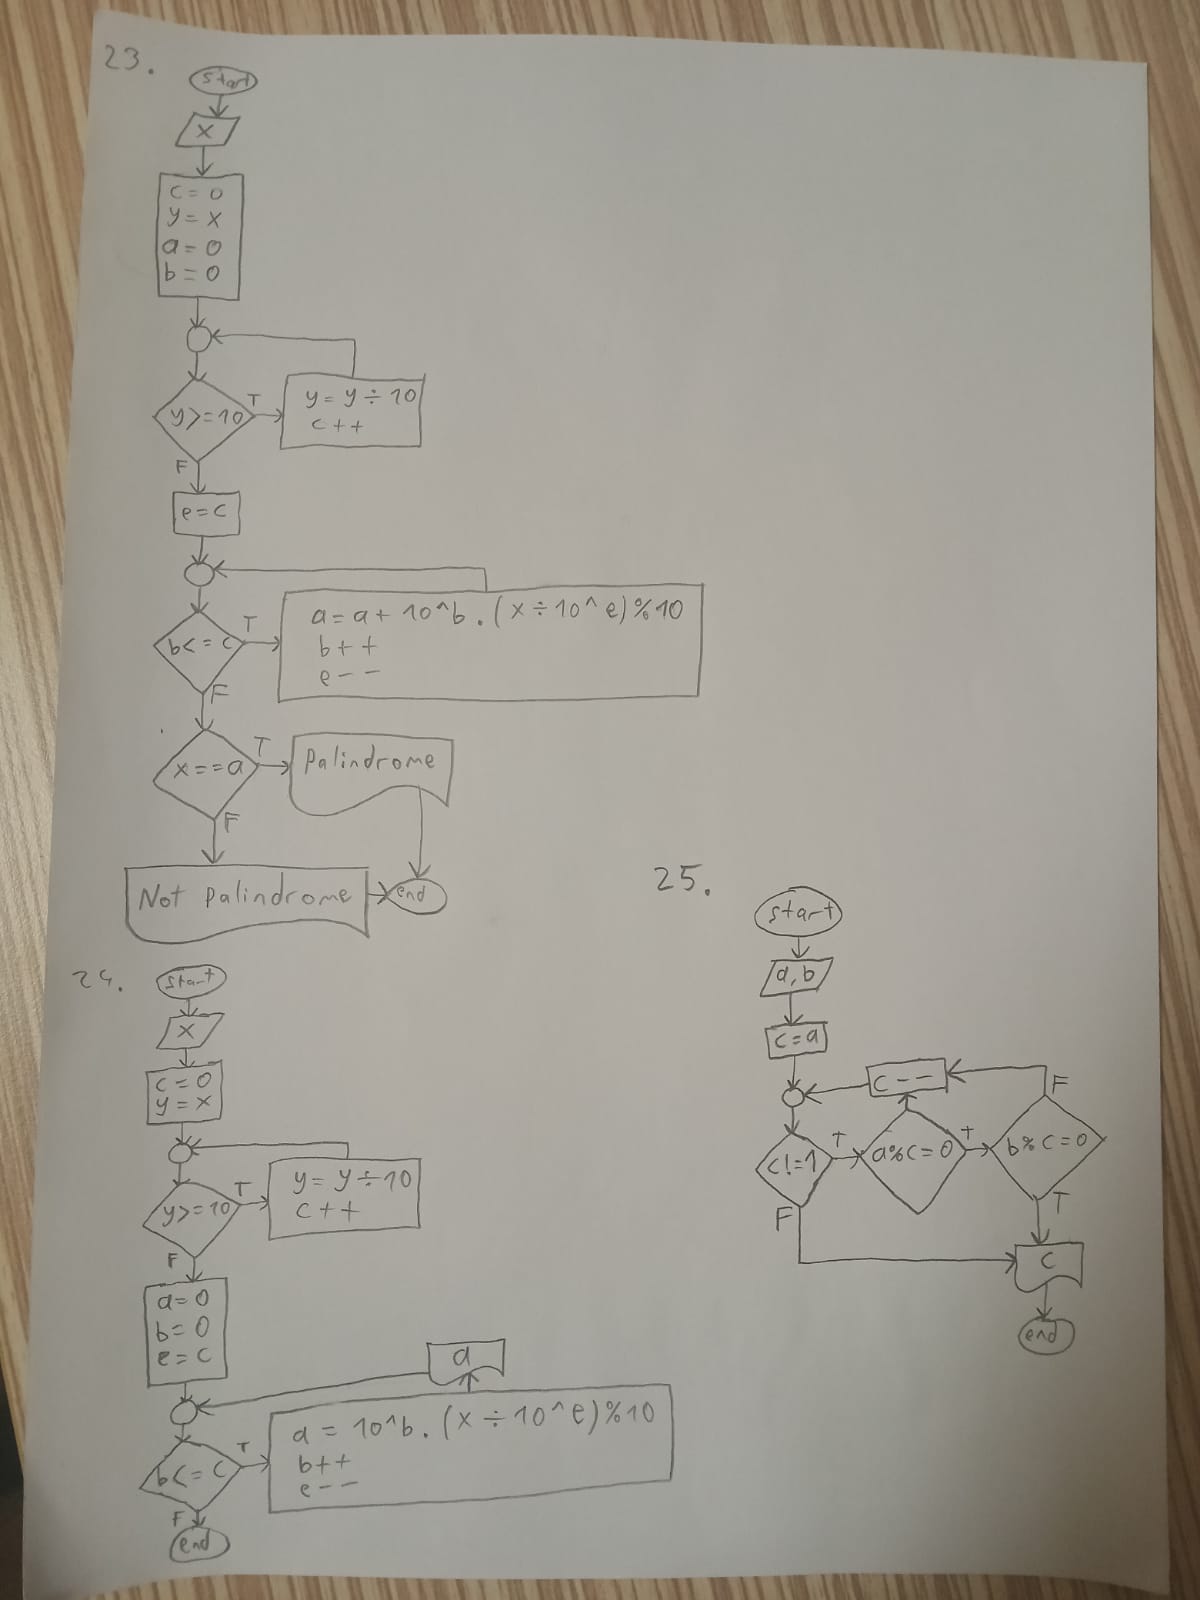 23.
start
x
c = 0
y = x
a = 0
b = 0
y>=10
T
y = y ÷ 10
c++
F
e=c
b<=c
T
a = a + 10^b . (x ÷ 10^e)%10
b++
e--
F
x==a
T
Palindrome
F
Not palindrome
end
24.
start
x
c = 0
y = x
y>=10
T
y = y ÷ 10
c++
F
a=0
b=0
e=c
a
b<=c
T
a = 10^b . (x ÷ 10^e)%10
b++
e--
F
end
25.
start
a,b
c=a
c--
F
c!=1
T
a%c=0
T
b%c=0
F
T
c
end